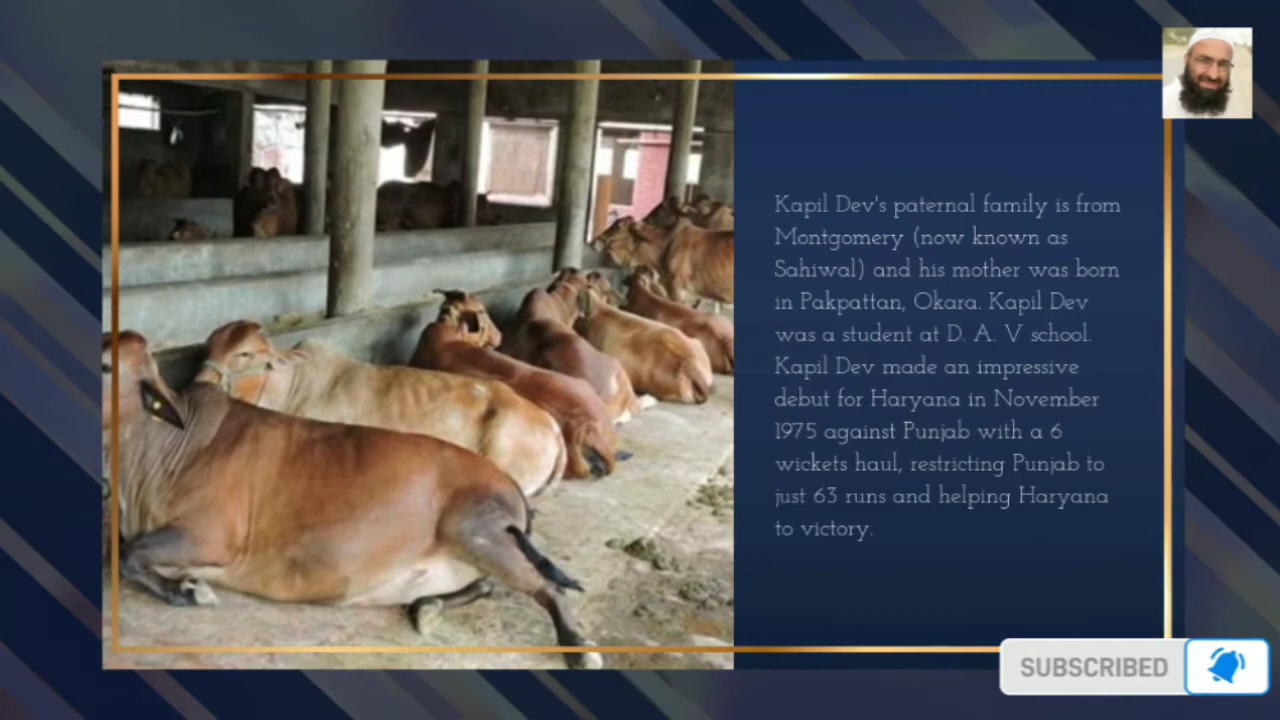 Kapil Dev's paternal family is from
Montgomery (now known as
Sahiwal) and his mother was born
in Pakpattan, Okara. Kapil Dev
was a student at D. A. V school.
Kapil Dev made an impressive
debut for Haryana in November
1975 against Punjab with a 6
wickets haul, restricting Punjab to
just 63 runs and helping Haryana
to victory.
SUBSCRIBED